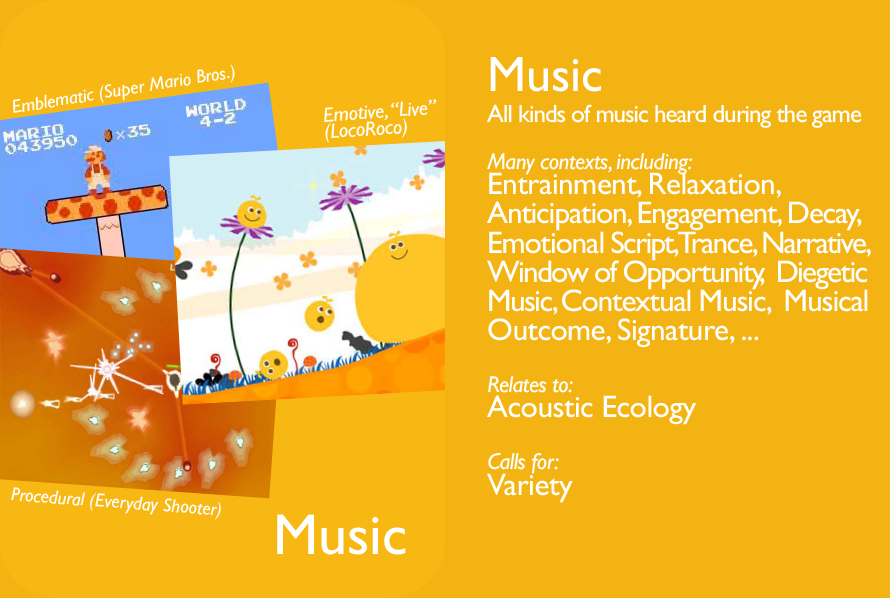 Emblematic (Super Mario Bros.)
MARIO
043950
×35
WORLD
4-2
Emotive, “Live”
(LocoRoco)
Procedural (Everyday Shooter)
Music
Music
All kinds of music heard during the game
Many contexts, including:
Entrainment, Relaxation,
Anticipation, Engagement, Decay,
Emotional Script,Trance, Narrative,
Window of Opportunity, Diegetic
Music, Contextual Music, Musical
Outcome, Signature, ...
Relates to:
Acoustic Ecology
Calls for:
Variety